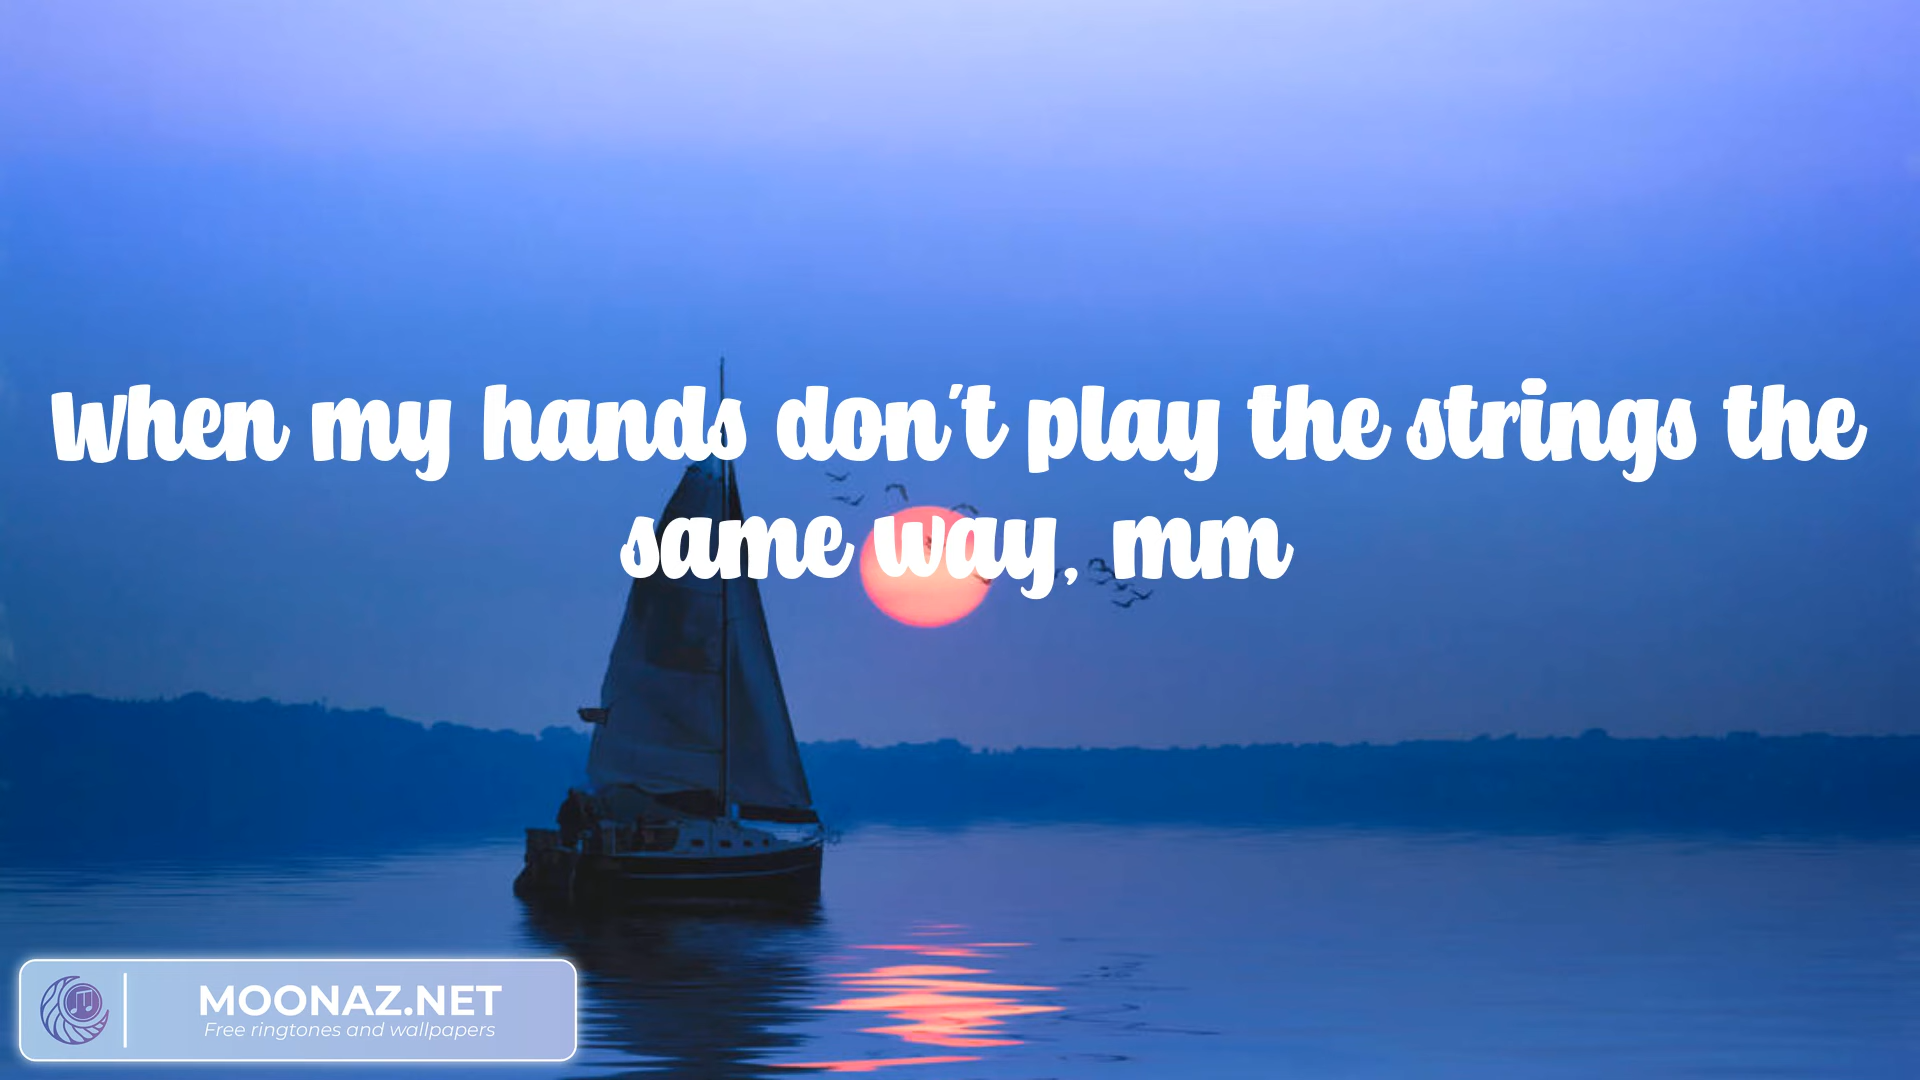 When my hands don't play the strings the
same way, mm
MOONAZ.NET
Free ringtones and wallpapers